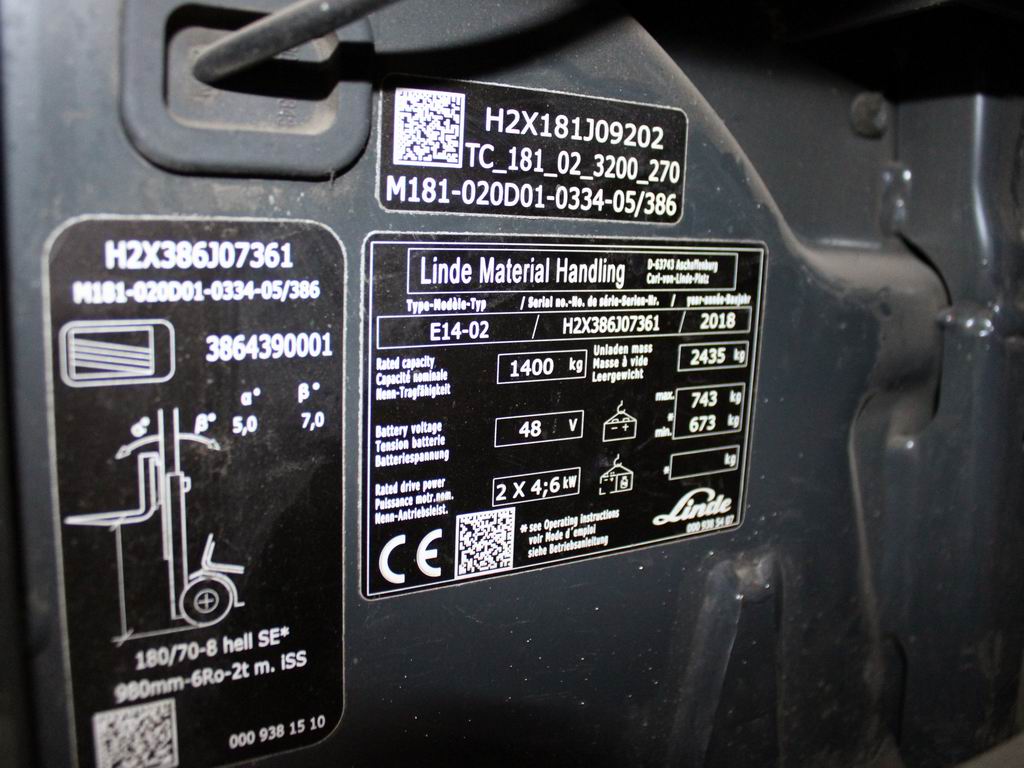 H2X181J09202
TC_181_02_3200_270
M181-020D01-0334-05/386
H2X386J07361
M181-020D01-0334-05/386
3864390001
α° β°
5,0 7,0
α° β°
180/70-8 hell SE*
980mm-6Ro-2t m. iSS
000 938 15 10
Linde Material Handling
D-63743 Aschaffenburg
Carl-von-Linde-Platz
Type-Modèle-Typ / Serial no.-No. de série-Serien-Nr. / year-année-Baujahr
E14-02 / H2X386J07361 / 2018
Rated capacity
Capacité nominale
Nenn-Tragfähigkeit
1400 kg
Unladen mass
Masse à vide
Leergewicht
2435 kg
Battery voltage
Tension batterie
Batteriespannung
48 V
max. 743 kg
*
min. 673 kg
Rated drive power
Puissance motr.nom.
Nenn-Antriebsleist.
2 X 4;6 kW
* kg
CE
* see Operating instructions
voir Mode d'emploi
siehe Betriebsanleitung
Linde
000 938 54 07